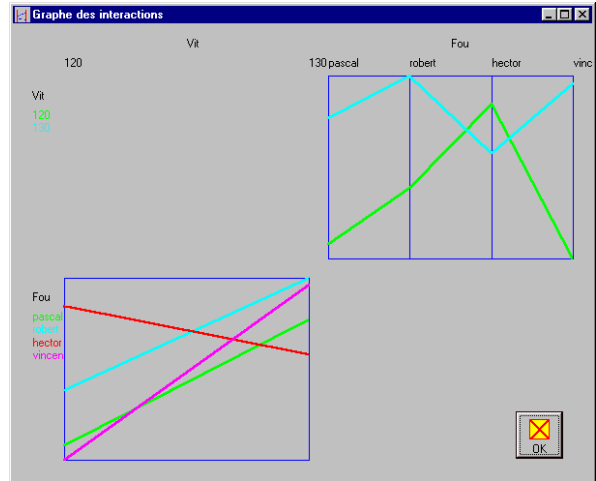 Graphe des interactions
Vit Fou
120 130 pascal robert hector vinc
Vit
120
130
Fou
pascal
robert
hector
vincen
OK